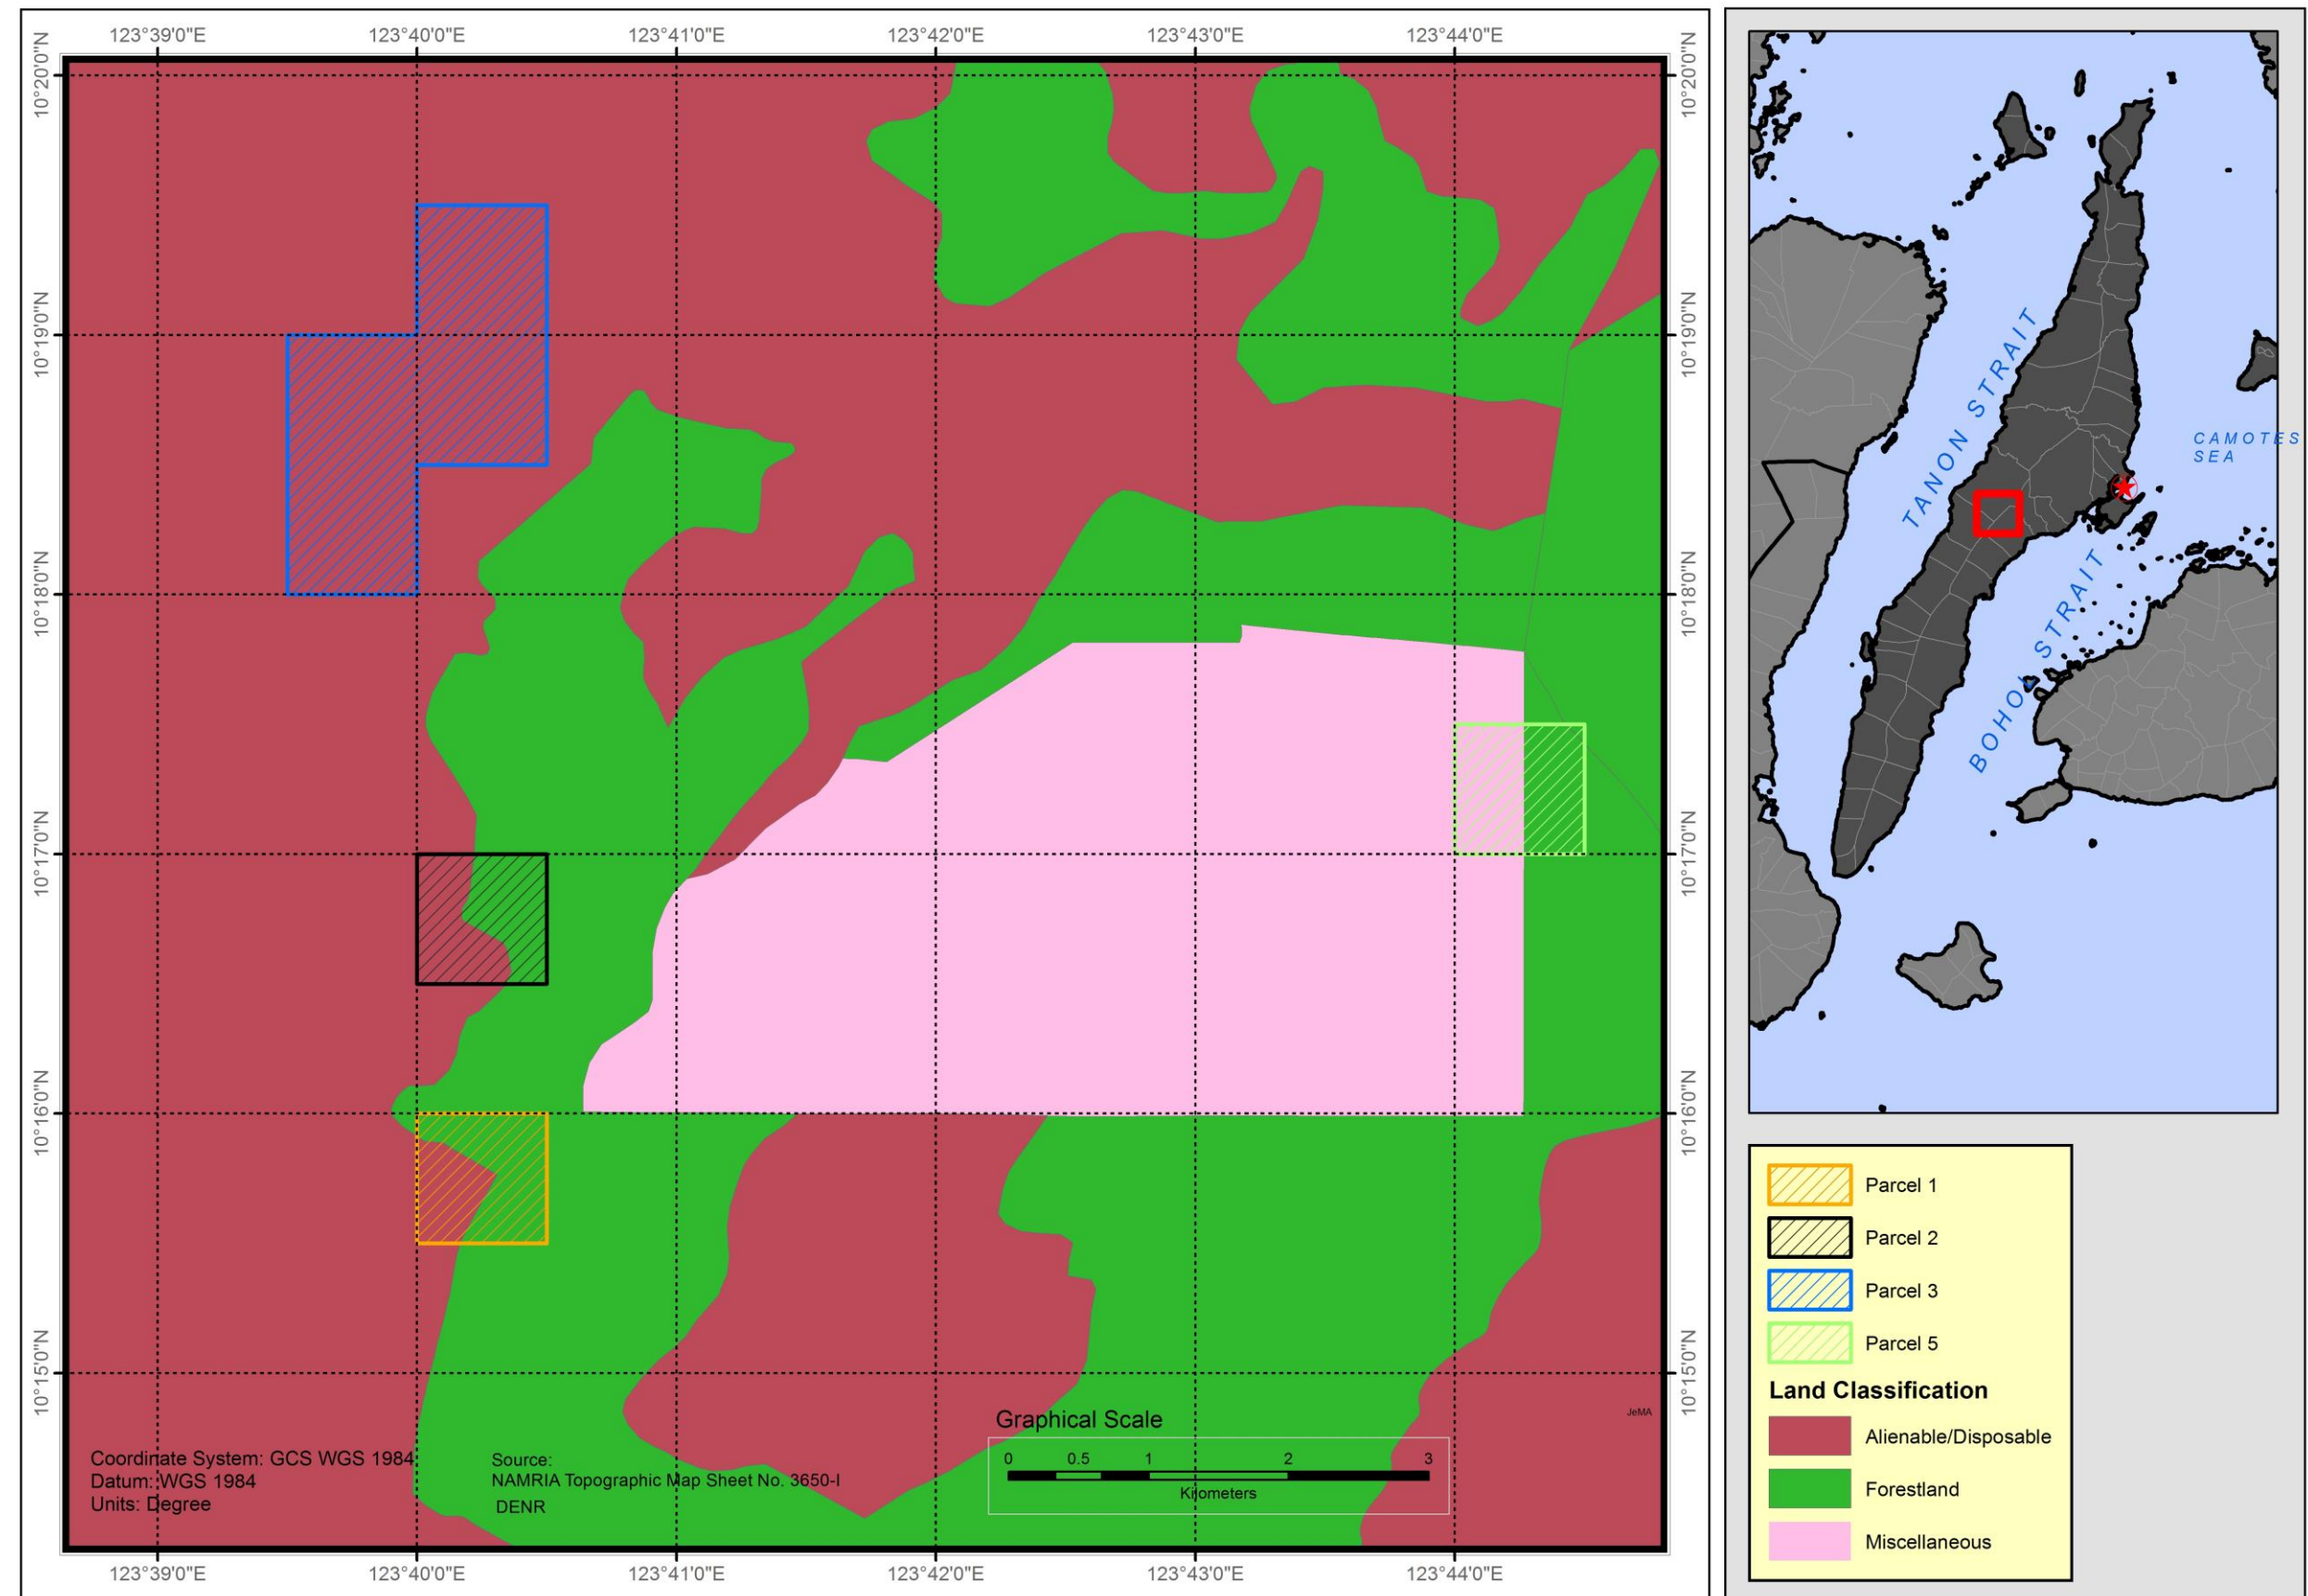 123°39'0"E 123°40'0"E 123°41'0"E 123°42'0"E 123°43'0"E 123°44'0"E
10°20'0"N 10°20'0"N
10°19'0"N 10°19'0"N
10°18'0"N 10°18'0"N
10°17'0"N 10°17'0"N
10°16'0"N 10°16'0"N
10°15'0"N 10°15'0"N
JeMA
Coordinate System: GCS WGS 1984
Datum: WGS 1984
Units: Degree
Source:
NAMRIA Topographic Map Sheet No. 3650-I
DENR
Graphical Scale
0 0.5 1 2 3
Kilometers
123°39'0"E 123°40'0"E 123°41'0"E 123°42'0"E 123°43'0"E 123°44'0"E
TANON STRAIT
CAMOTES
SEA
BOHOL STRAIT
Parcel 1
Parcel 2
Parcel 3
Parcel 5
Land Classification
Alienable/Disposable
Forestland
Miscellaneous